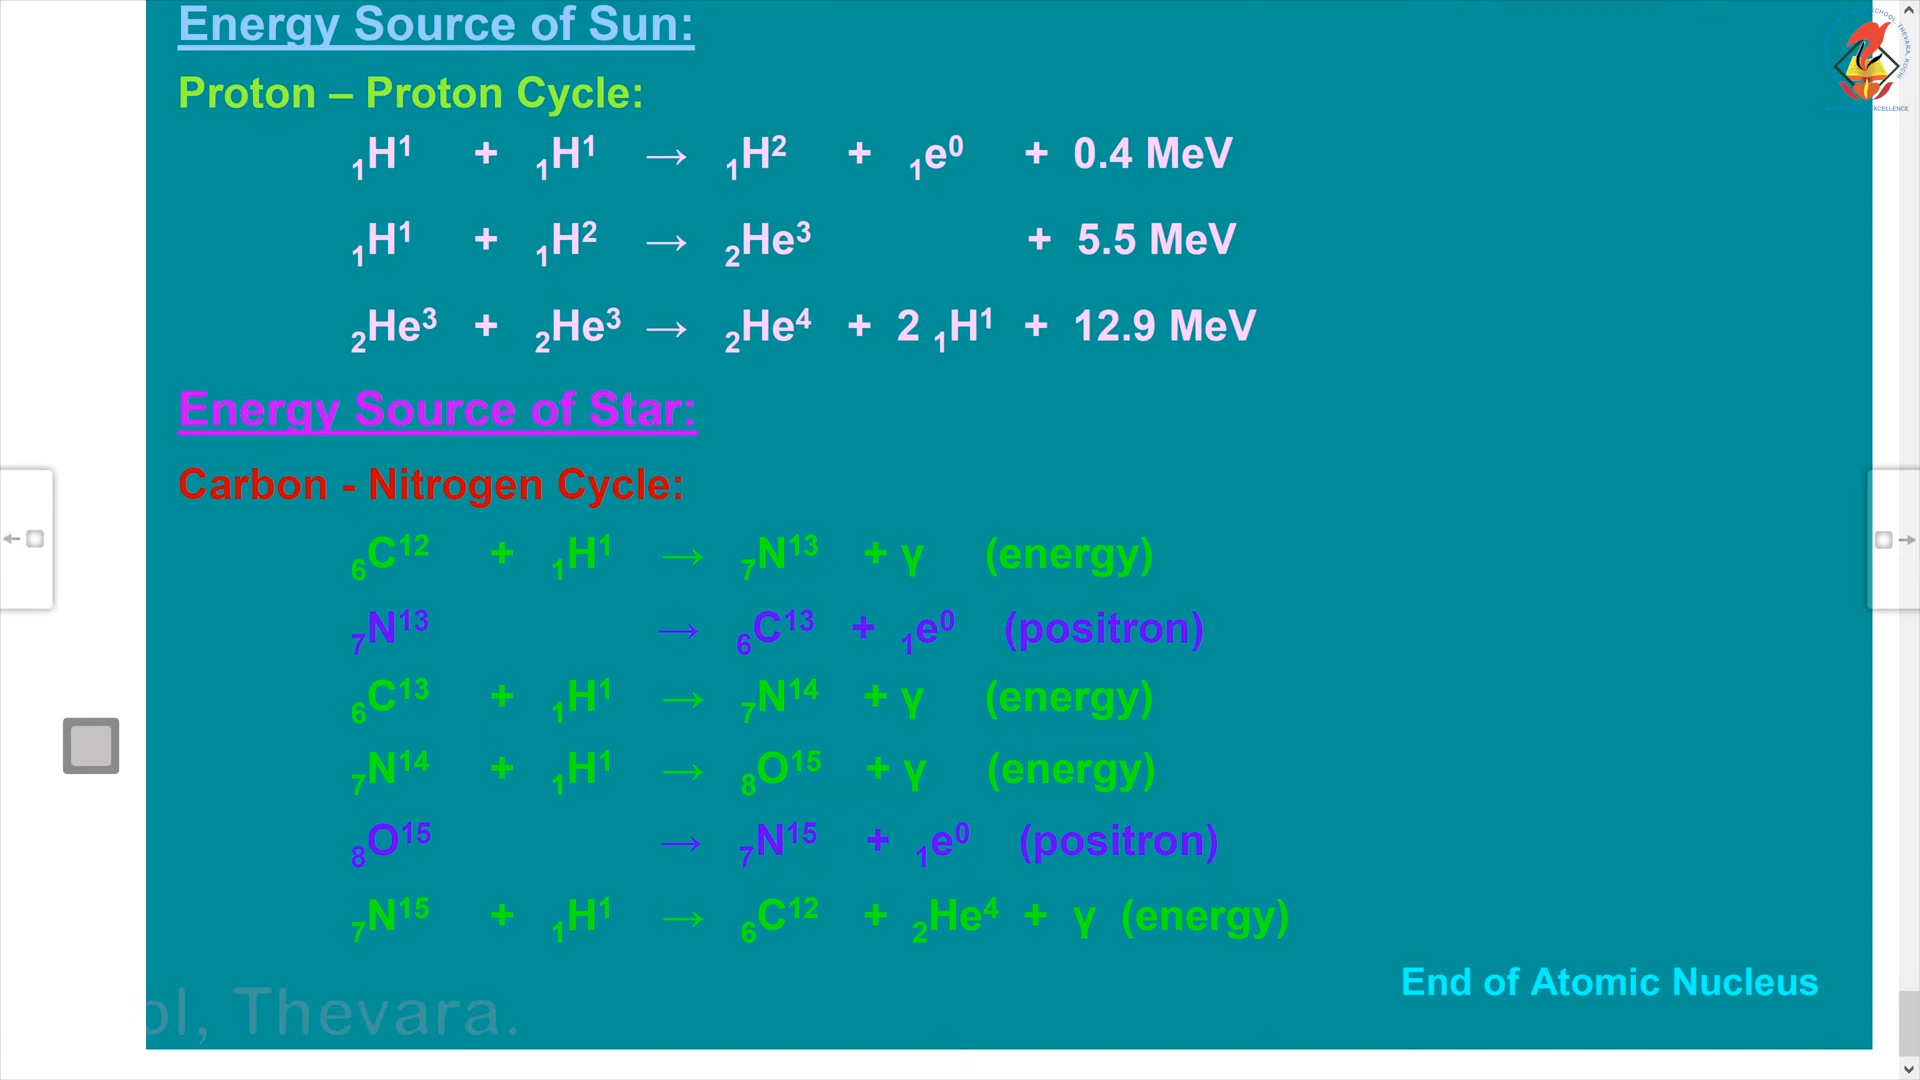 Energy Source of Sun:
Proton – Proton Cycle:
₁H¹ + ₁H¹ → ₁H² + ₁e⁰ + 0.4 MeV
₁H¹ + ₁H² → ₂He³ + 5.5 MeV
₂He³ + ₂He³ → ₂He⁴ + 2 ₁H¹ + 12.9 MeV
Energy Source of Star:
Carbon - Nitrogen Cycle:
₆C¹² + ₁H¹ → ₇N¹³ + γ (energy)
₇N¹³ → ₆C¹³ + ₁e⁰ (positron)
₆C¹³ + ₁H¹ → ₇N¹⁴ + γ (energy)
₇N¹⁴ + ₁H¹ → ₈O¹⁵ + γ (energy)
₈O¹⁵ → ₇N¹⁵ + ₁e⁰ (positron)
₇N¹⁵ + ₁H¹ → ₆C¹² + ₂He⁴ + γ (energy)
End of Atomic Nucleus
ol, Thevara.